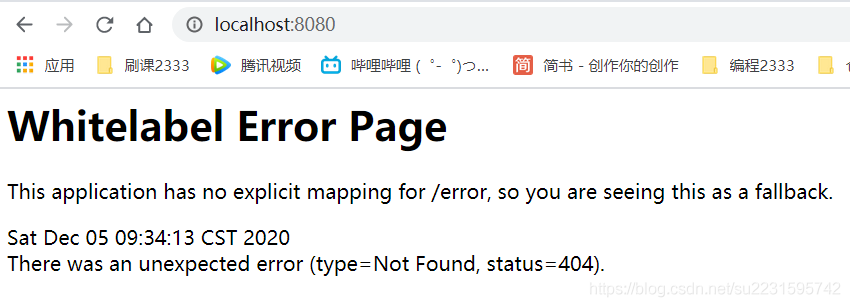 localhost:8080
应用 刷课2333 腾讯视频 哔哩哔哩 ( ゜- ゜)つ... 简 简书 - 创作你的创作 编程2333
Whitelabel Error Page
This application has no explicit mapping for /error, so you are seeing this as a fallback.
Sat Dec 05 09:34:13 CST 2020
There was an unexpected error (type=Not Found, status=404).
https://blog.csdn.net/su2231595742